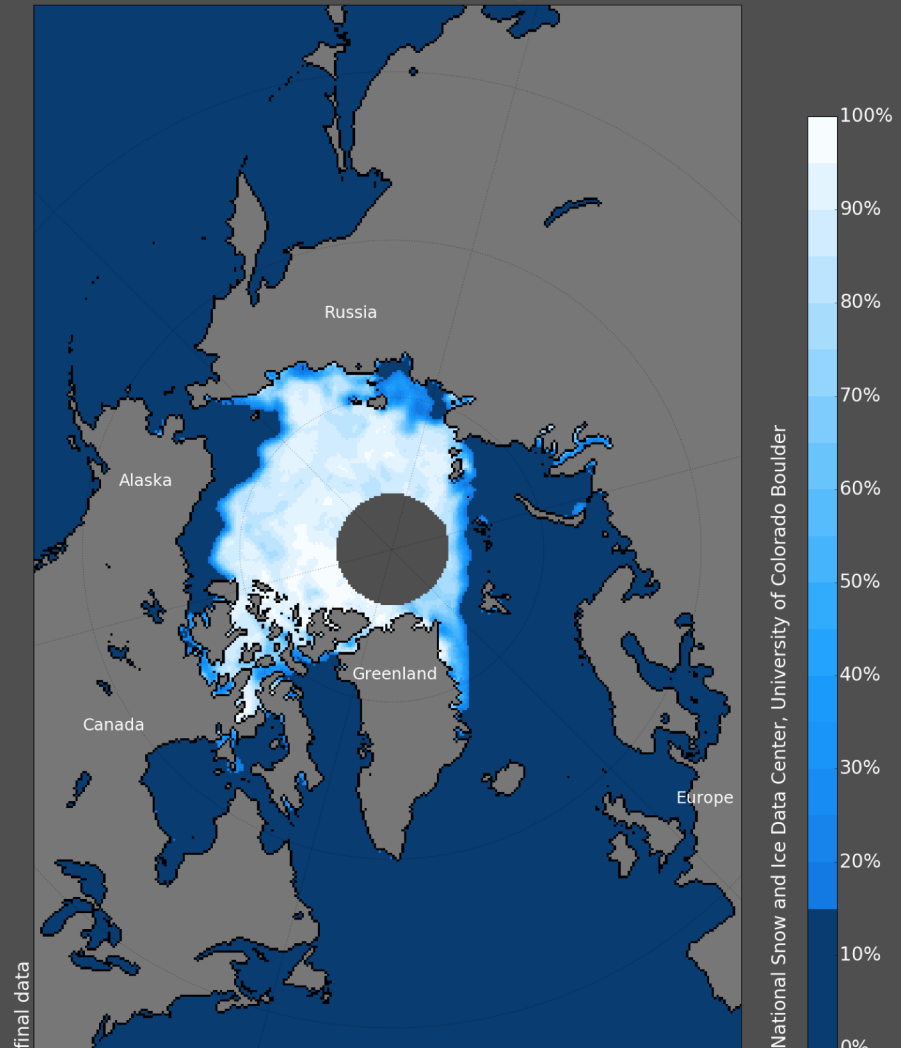 Russia
Alaska
Greenland
Canada
Europe
final data
National Snow and Ice Data Center, University of Colorado Boulder
100%
90%
80%
70%
60%
50%
40%
30%
20%
10%
0%